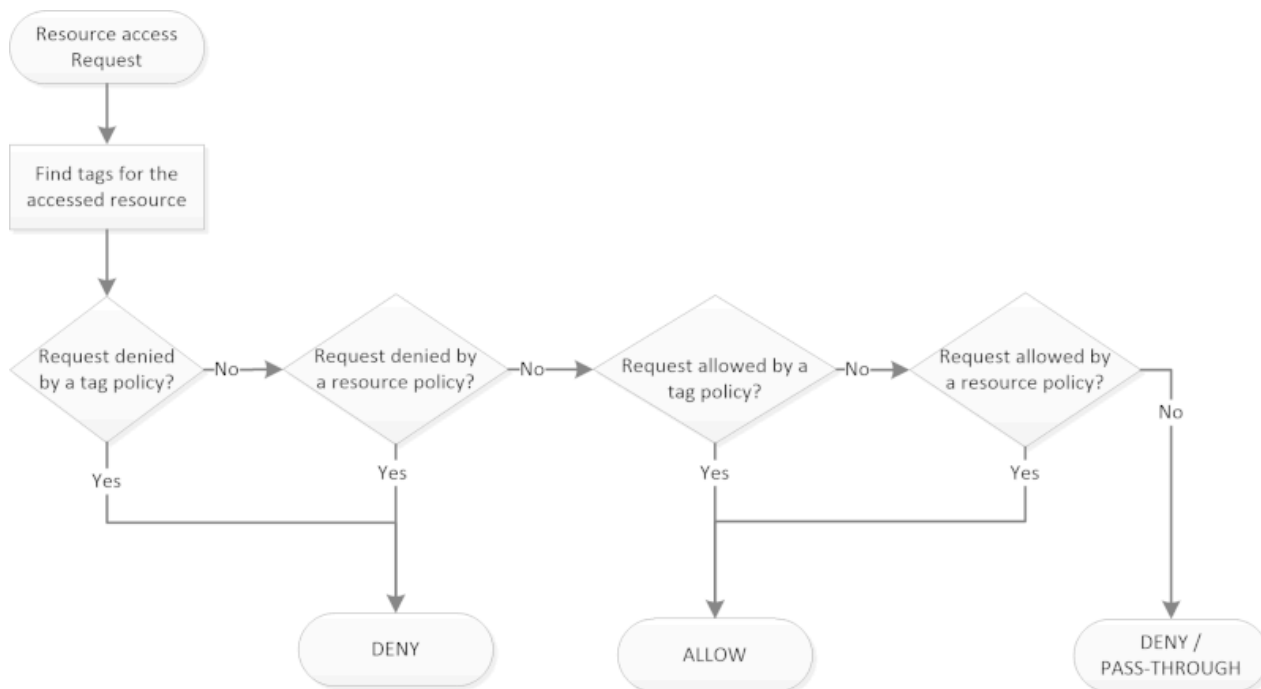 Resource access
Request
Find tags for the
accessed resource
Request denied
by a tag policy?
No
Request denied by
a resource policy?
No
Request allowed by a
tag policy?
No
Request allowed by
a resource policy?
No
Yes
Yes
Yes
Yes
DENY
ALLOW
DENY /
PASS-THROUGH